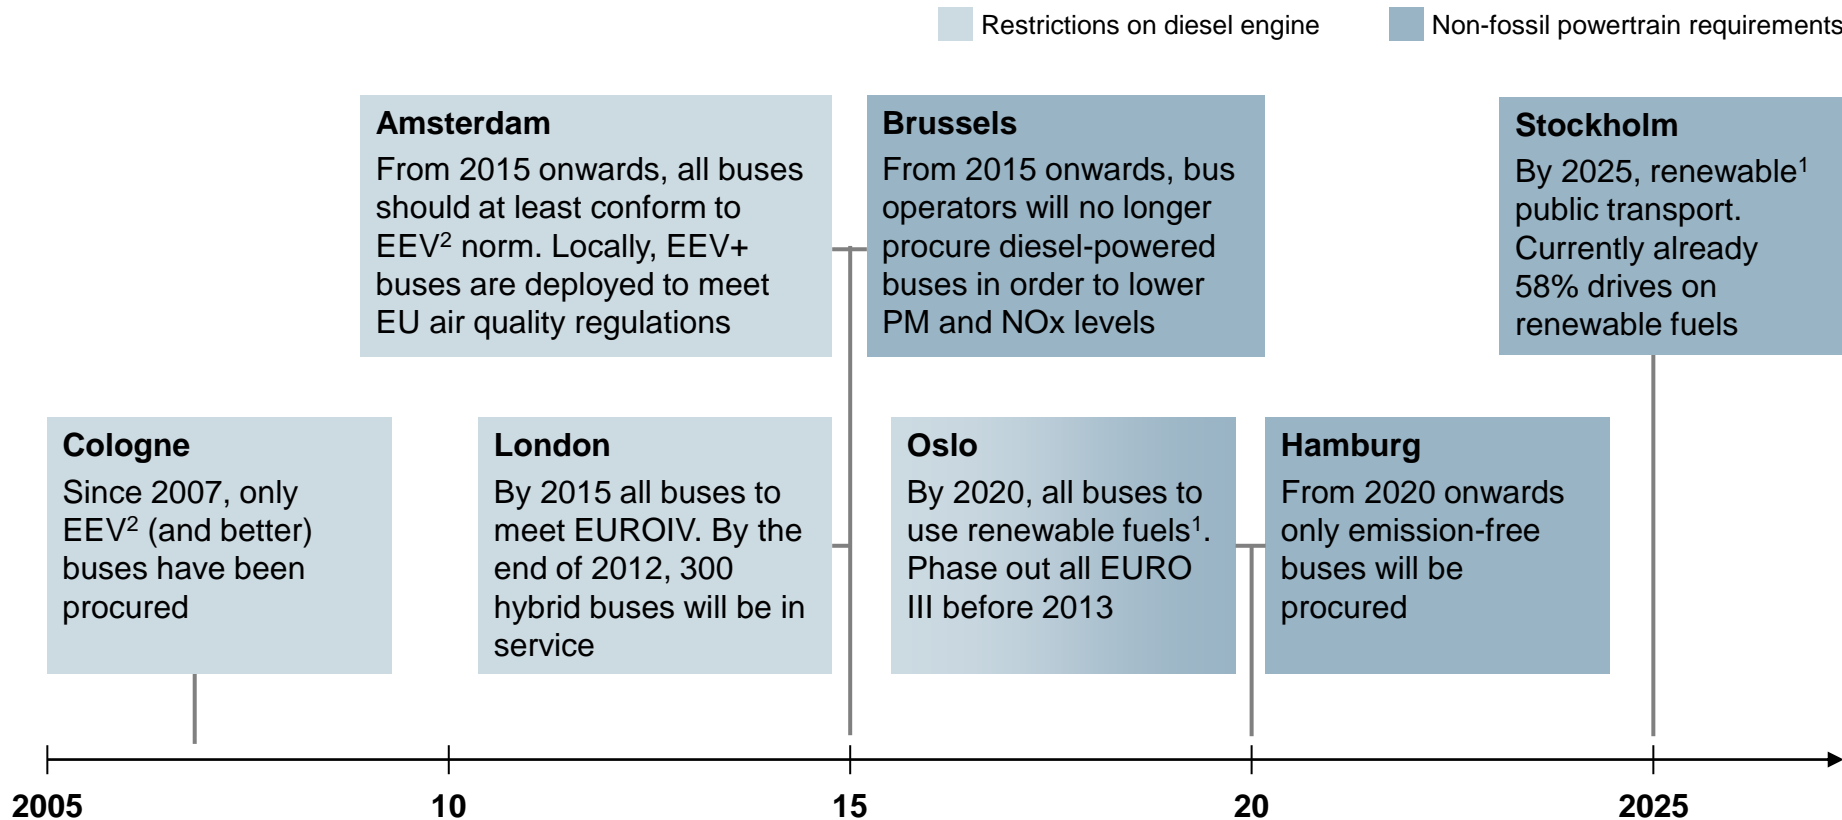 Restrictions on diesel engine
Non-fossil powertrain requirements
Amsterdam
From 2015 onwards, all buses
should at least conform to
EEV² norm. Locally, EEV+
buses are deployed to meet
EU air quality regulations
Brussels
From 2015 onwards, bus
operators will no longer
procure diesel-powered
buses in order to lower
PM and NOx levels
Stockholm
By 2025, renewable¹
public transport.
Currently already
58% drives on
renewable fuels
Cologne
Since 2007, only
EEV² (and better)
buses have been
procured
London
By 2015 all buses to
meet EUROIV. By the
end of 2012, 300
hybrid buses will be in
service
Oslo
By 2020, all buses to
use renewable fuels¹.
Phase out all EURO
III before 2013
Hamburg
From 2020 onwards
only emission-free
buses will be
procured
2005
10
15
20
2025